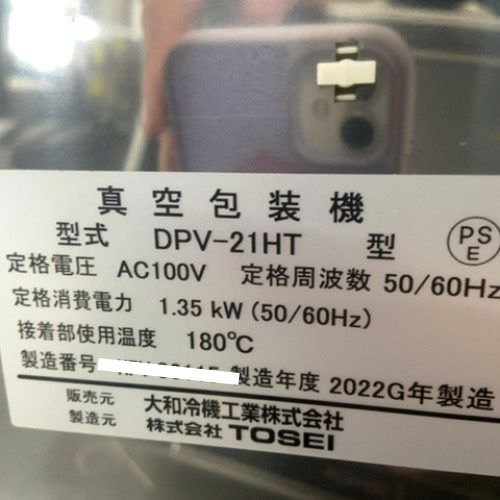 真空包装機
型式 DPV-21HT 型
PS
E
定格電圧 AC100V 定格周波数 50/60Hz
定格消費電力 1.35 kW (50/60Hz)
接着部使用温度 180℃
製造番号 製造年度 2022G年製造
販売元 大和冷機工業株式会社
製造元 株式会社 TOSEI